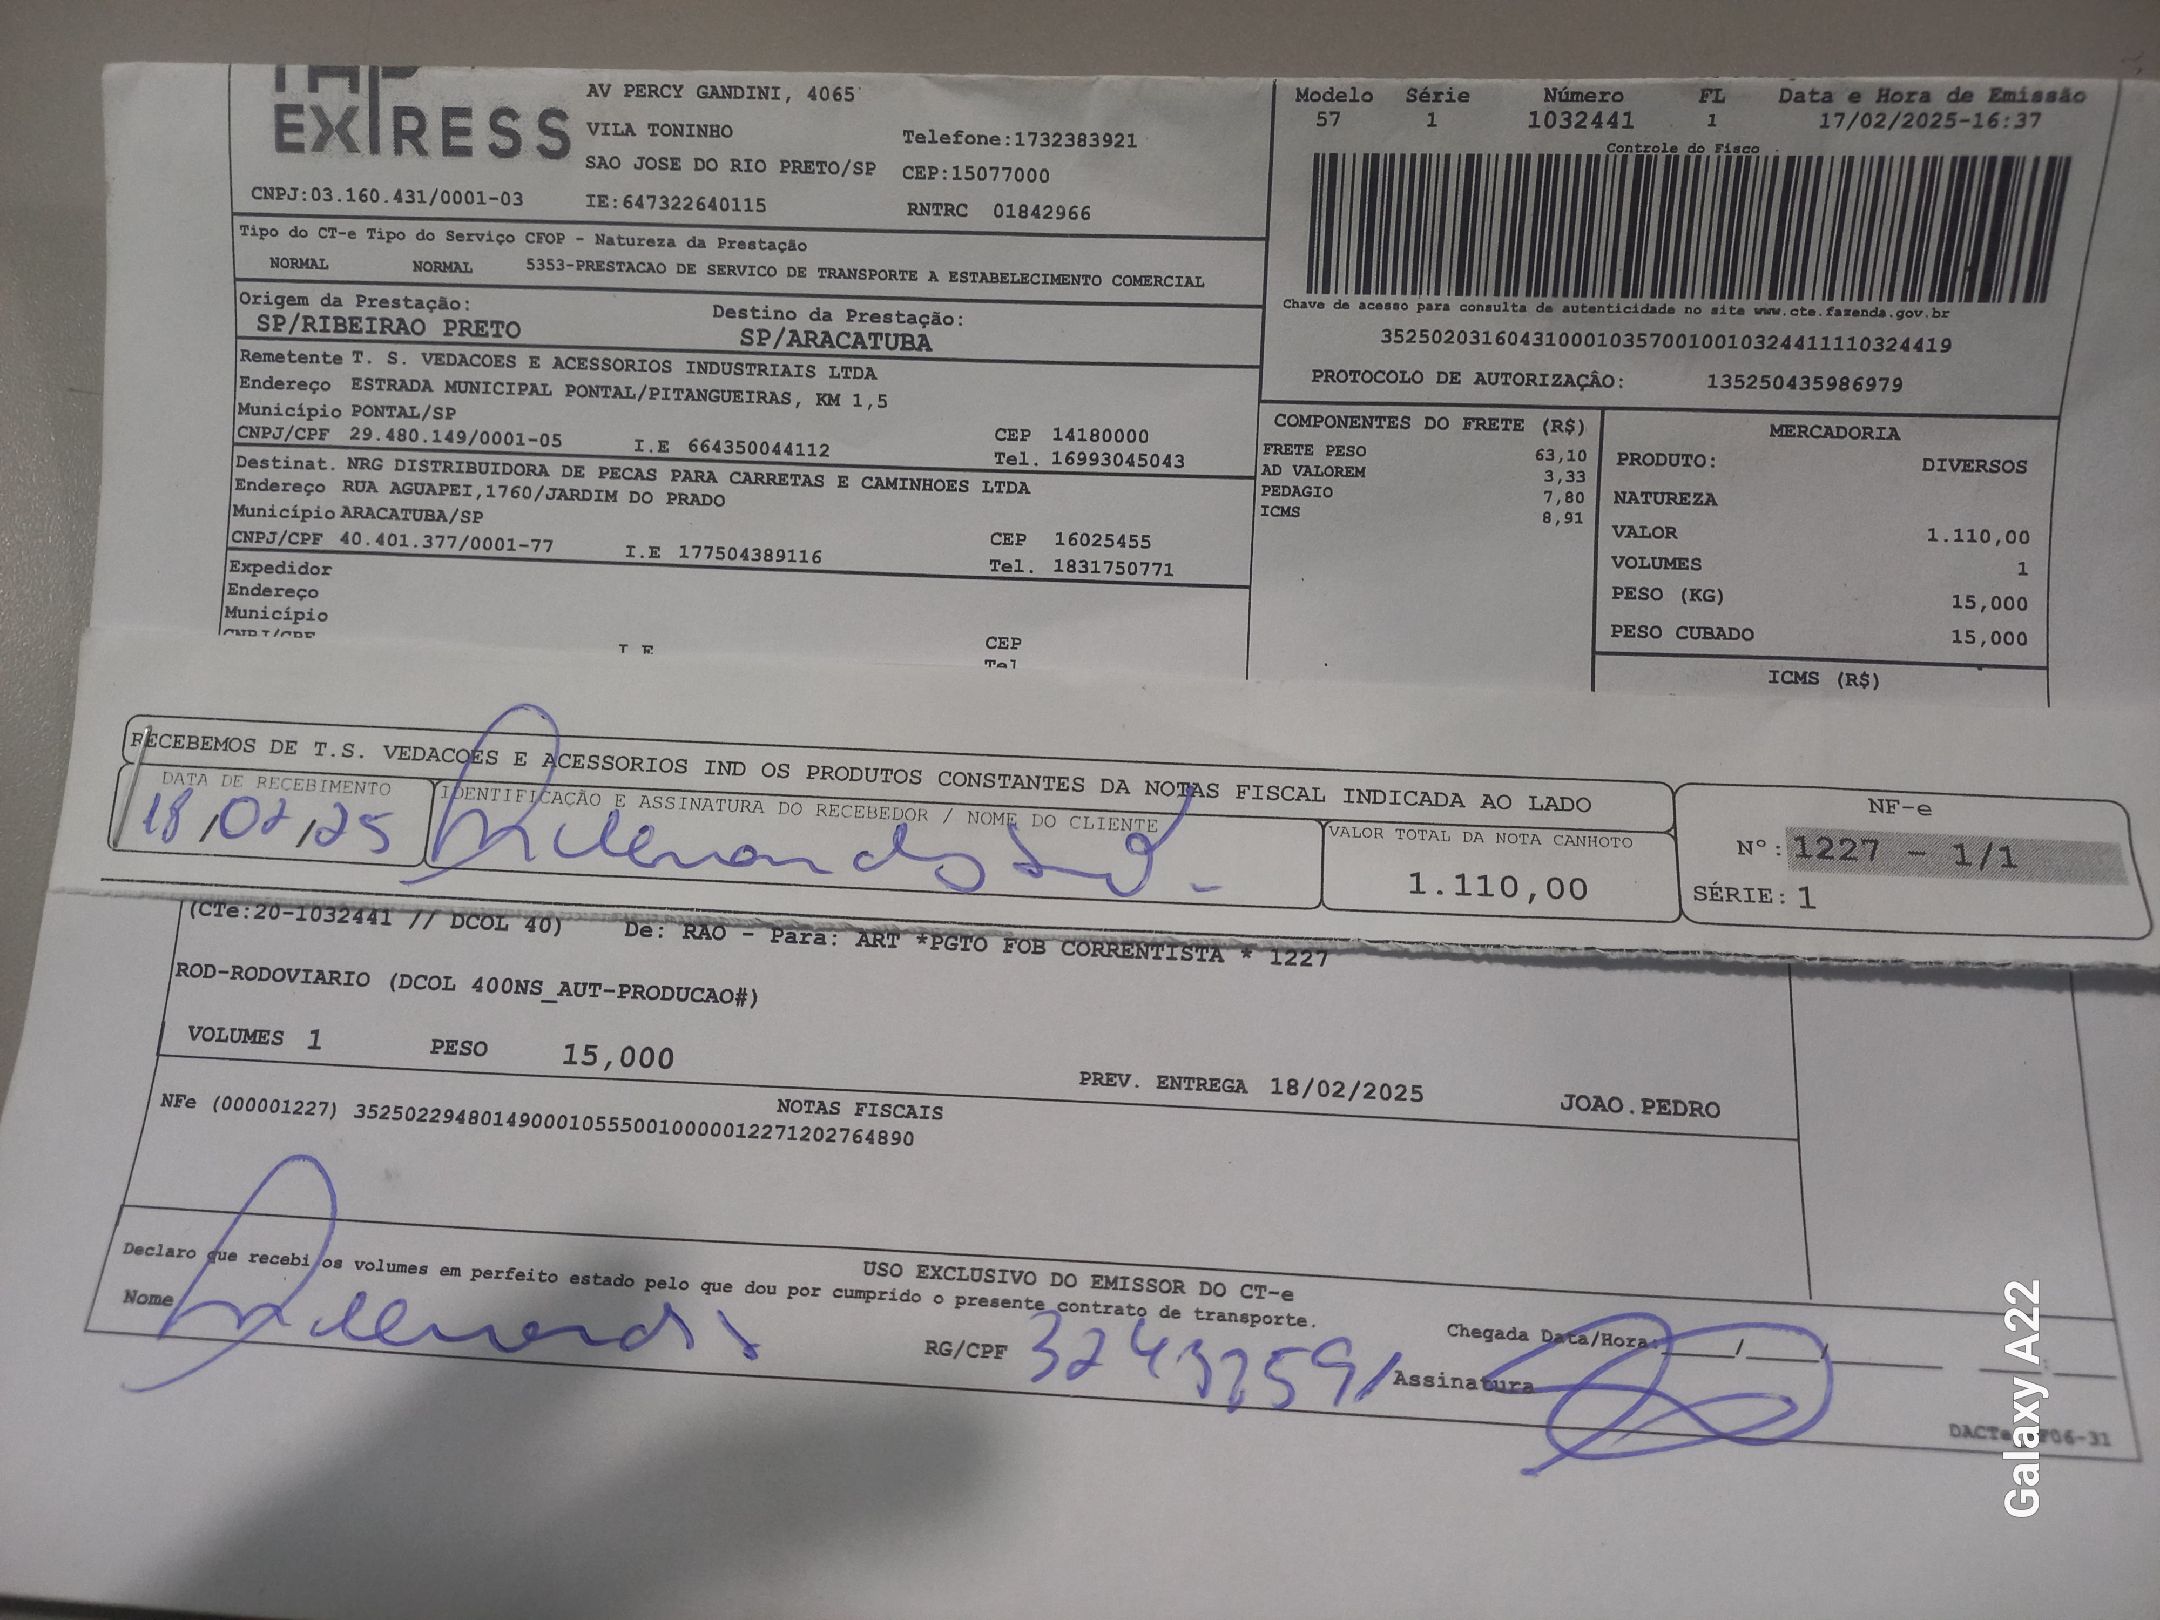 EXPRESS
AV PERCY GANDINI, 4065
VILA TONINHO
Telefone:1732383921
SAO JOSE DO RIO PRETO/SP CEP:15077000
CNPJ:03.160.431/0001-03 IE:647322640115 RNTRC 01842966
Modelo Série Número FL Data e Hora de Emissão
57 1 1032441 1 17/02/2025-16:37
Controle do Fisco
Chave de acesso para consulta de autenticidade no site www.cte.fazenda.gov.br
35250203160431000103570010010324411110324419
PROTOCOLO DE AUTORIZAÇÃO: 135250435986979
Tipo do CT-e Tipo do Serviço CFOP - Natureza da Prestação
NORMAL NORMAL 5353-PRESTACAO DE SERVICO DE TRANSPORTE A ESTABELECIMENTO COMERCIAL
Origem da Prestação: Destino da Prestação:
SP/RIBEIRAO PRETO SP/ARACATUBA
Remetente T. S. VEDACOES E ACESSORIOS INDUSTRIAIS LTDA
Endereço ESTRADA MUNICIPAL PONTAL/PITANGUEIRAS, KM 1,5
Município PONTAL/SP CEP 14180000
CNPJ/CPF 29.480.149/0001-05 I.E 664350044112 Tel. 16993045043
Destinat. NRG DISTRIBUIDORA DE PECAS PARA CARRETAS E CAMINHOES LTDA
Endereço RUA AGUAPEI,1760/JARDIM DO PRADO
Município ARACATUBA/SP CEP 16025455
CNPJ/CPF 40.401.377/0001-77 I.E 177504389116 Tel. 1831750771
Expedidor
Endereço
Município CEP
CNPJ/CPF I.E Tel
COMPONENTES DO FRETE (R$)
FRETE PESO 63,10
AD VALOREM 3,33
PEDAGIO 7,80
ICMS 8,91
MERCADORIA
PRODUTO: DIVERSOS
NATUREZA
VALOR 1.110,00
VOLUMES 1
PESO (KG) 15,000
PESO CUBADO 15,000
ICMS (R$)
RECEBEMOS DE T.S. VEDACOES E ACESSORIOS IND OS PRODUTOS CONSTANTES DA NOTAS FISCAL INDICADA AO LADO
DATA DE RECEBIMENTO
18,02,25
IDENTIFICAÇÃO E ASSINATURA DO RECEBEDOR / NOME DO CLIENTE
VALOR TOTAL DA NOTA CANHOTO
1.110,00
NF-e
Nº: 1227 - 1/1
SÉRIE: 1
(CTe:20-1032441 // DCOL 40) De: RAO - Para: ART *PGTO FOB CORRENTISTA * 1227
ROD-RODOVIARIO (DCOL 400NS_AUT-PRODUCAO#)
VOLUMES 1 PESO 15,000 PREV. ENTREGA 18/02/2025 JOAO.PEDRO
NOTAS FISCAIS
NFe (000001227) 35250229480149000105550010000012271202764890
USO EXCLUSIVO DO EMISSOR DO CT-e
Declaro que recebi os volumes em perfeito estado pelo que dou por cumprido o presente contrato de transporte.
Nome RG/CPF Chegada Data/Hora: / / :
Assinatura
Galaxy A22